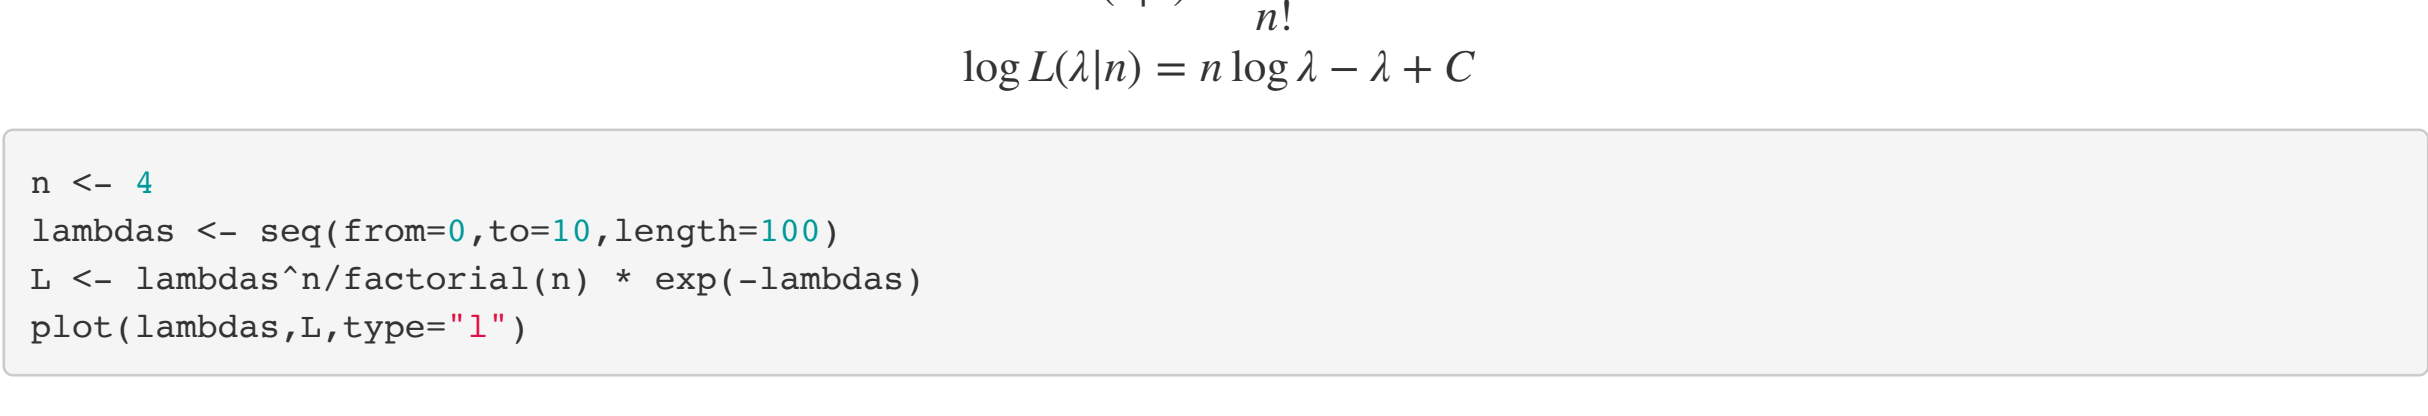 n!
log L(λ|n) = n log λ − λ + C
n <- 4
lambdas <- seq(from=0,to=10,length=100)
L <- lambdas^n/factorial(n) * exp(-lambdas)
plot(lambdas,L,type="l")